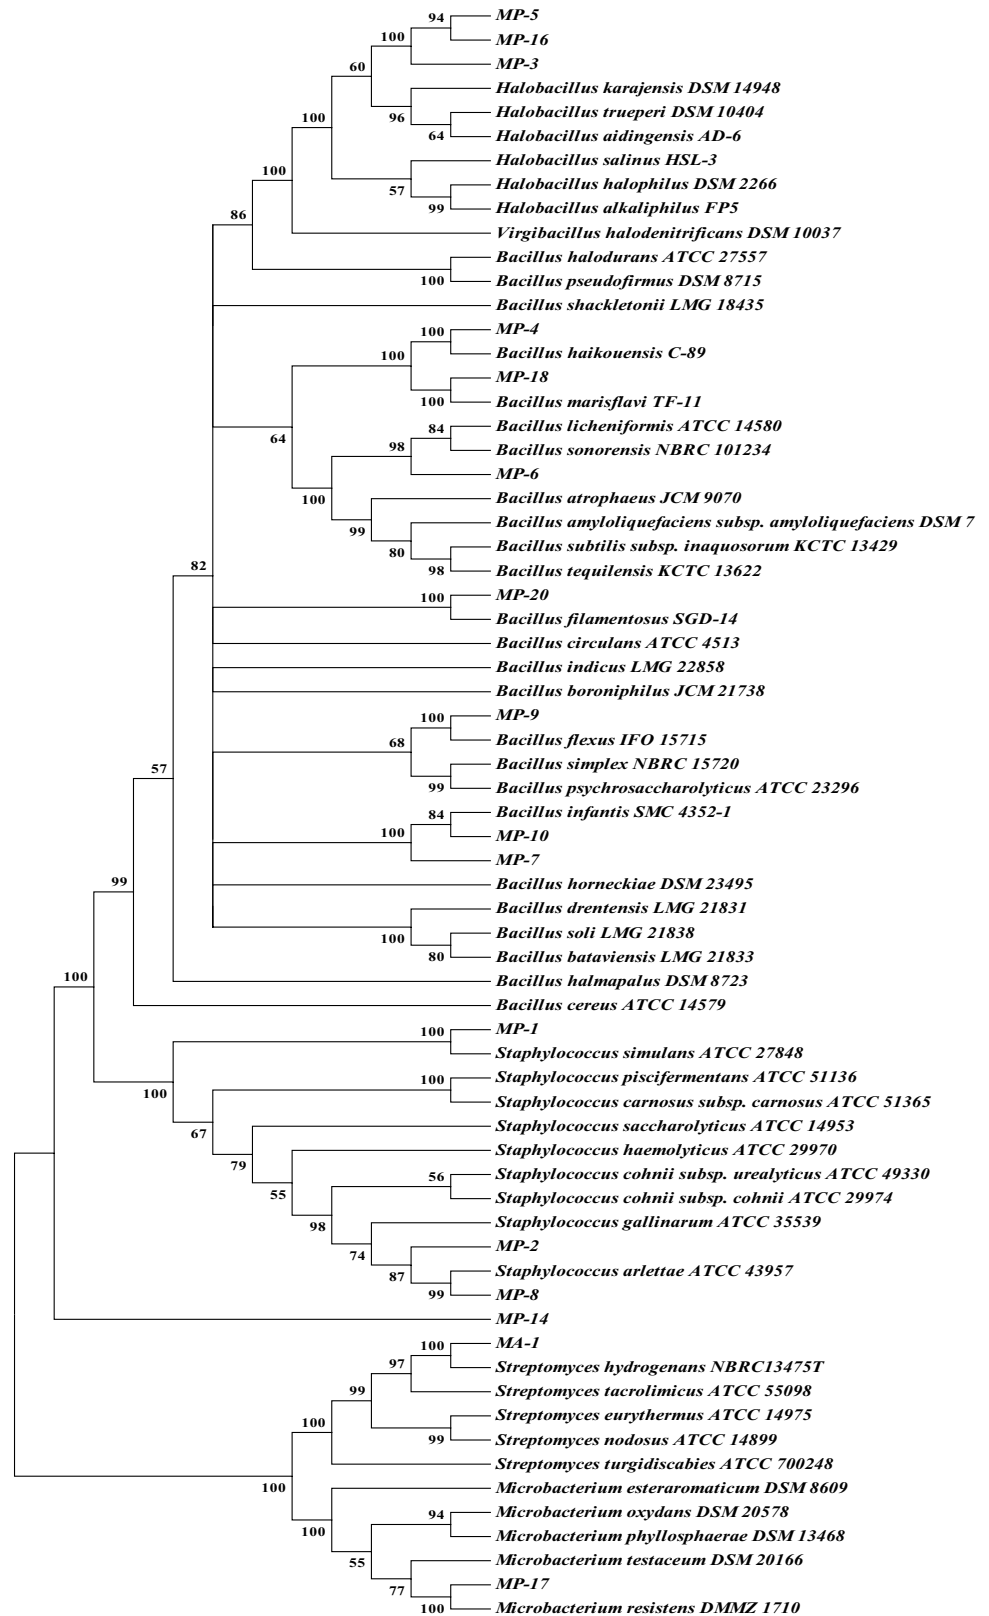 94
MP-5
MP-16
100
MP-3
60
Halobacillus karajensis DSM 14948
96
Halobacillus trueperi DSM 10404
64
Halobacillus aidingensis AD-6
100
Halobacillus salinus HSL-3
57
Halobacillus halophilus DSM 2266
99
Halobacillus alkaliphilus FP5
100
Virgibacillus halodenitrificans DSM 10037
86
Bacillus halodurans ATCC 27557
100
Bacillus pseudofirmus DSM 8715
Bacillus shackletonii LMG 18435
100
MP-4
Bacillus haikouensis C-89
100
MP-18
100
Bacillus marisflavi TF-11
64
84
Bacillus licheniformis ATCC 14580
Bacillus sonorensis NBRC 101234
98
MP-6
100
Bacillus atrophaeus JCM 9070
99
Bacillus amyloliquefaciens subsp. amyloliquefaciens DSM 7
80
Bacillus subtilis subsp. inaquosorum KCTC 13429
98
Bacillus tequilensis KCTC 13622
82
100
MP-20
Bacillus filamentosus SGD-14
Bacillus circulans ATCC 4513
Bacillus indicus LMG 22858
Bacillus boroniphilus JCM 21738
100
MP-9
Bacillus flexus IFO 15715
68
Bacillus simplex NBRC 15720
99
Bacillus psychrosaccharolyticus ATCC 23296
57
84
Bacillus infantis SMC 4352-1
MP-10
100
MP-7
Bacillus horneckiae DSM 23495
Bacillus drentensis LMG 21831
100
Bacillus soli LMG 21838
80
Bacillus bataviensis LMG 21833
99
Bacillus halmapalus DSM 8723
Bacillus cereus ATCC 14579
100
100
MP-1
Staphylococcus simulans ATCC 27848
100
100
Staphylococcus piscifermentans ATCC 51136
Staphylococcus carnosus subsp. carnosus ATCC 51365
67
Staphylococcus saccharolyticus ATCC 14953
79
Staphylococcus haemolyticus ATCC 29970
55
56
Staphylococcus cohnii subsp. urealyticus ATCC 49330
Staphylococcus cohnii subsp. cohnii ATCC 29974
98
Staphylococcus gallinarum ATCC 35539
74
MP-2
87
Staphylococcus arlettae ATCC 43957
99
MP-8
MP-14
100
MA-1
Streptomyces hydrogenans NBRC13475T
97
Streptomyces tacrolimicus ATCC 55098
99
Streptomyces eurythermus ATCC 14975
99
Streptomyces nodosus ATCC 14899
100
Streptomyces turgidiscabies ATCC 700248
100
Microbacterium esteraromaticum DSM 8609
100
94
Microbacterium oxydans DSM 20578
Microbacterium phyllosphaerae DSM 13468
55
Microbacterium testaceum DSM 20166
77
MP-17
100
Microbacterium resistens DMMZ 1710